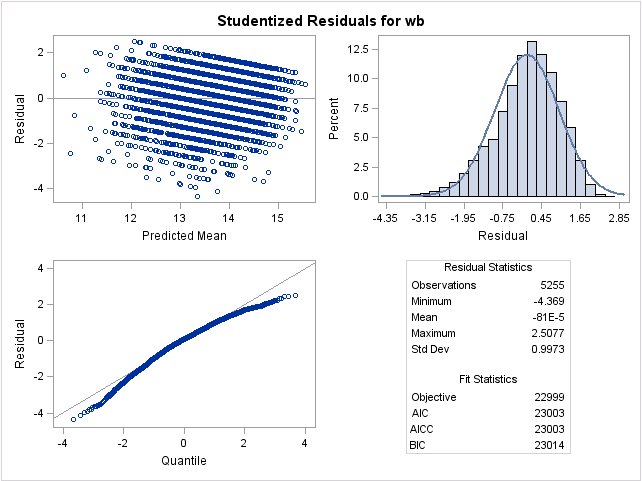 Studentized Residuals for wb
Residual
2
0
-2
-4
11 12 13 14 15
Predicted Mean
Percent
12.5
10.0
7.5
5.0
2.5
0.0
-4.35 -3.15 -1.95 -0.75 0.45 1.65 2.85
Residual
Residual
4
2
0
-2
-4
-4 -2 0 2 4
Quantile
Residual Statistics
Observations 5255
Minimum -4.369
Mean -81E-5
Maximum 2.5077
Std Dev 0.9973
Fit Statistics
Objective 22999
AIC 23003
AICC 23003
BIC 23014